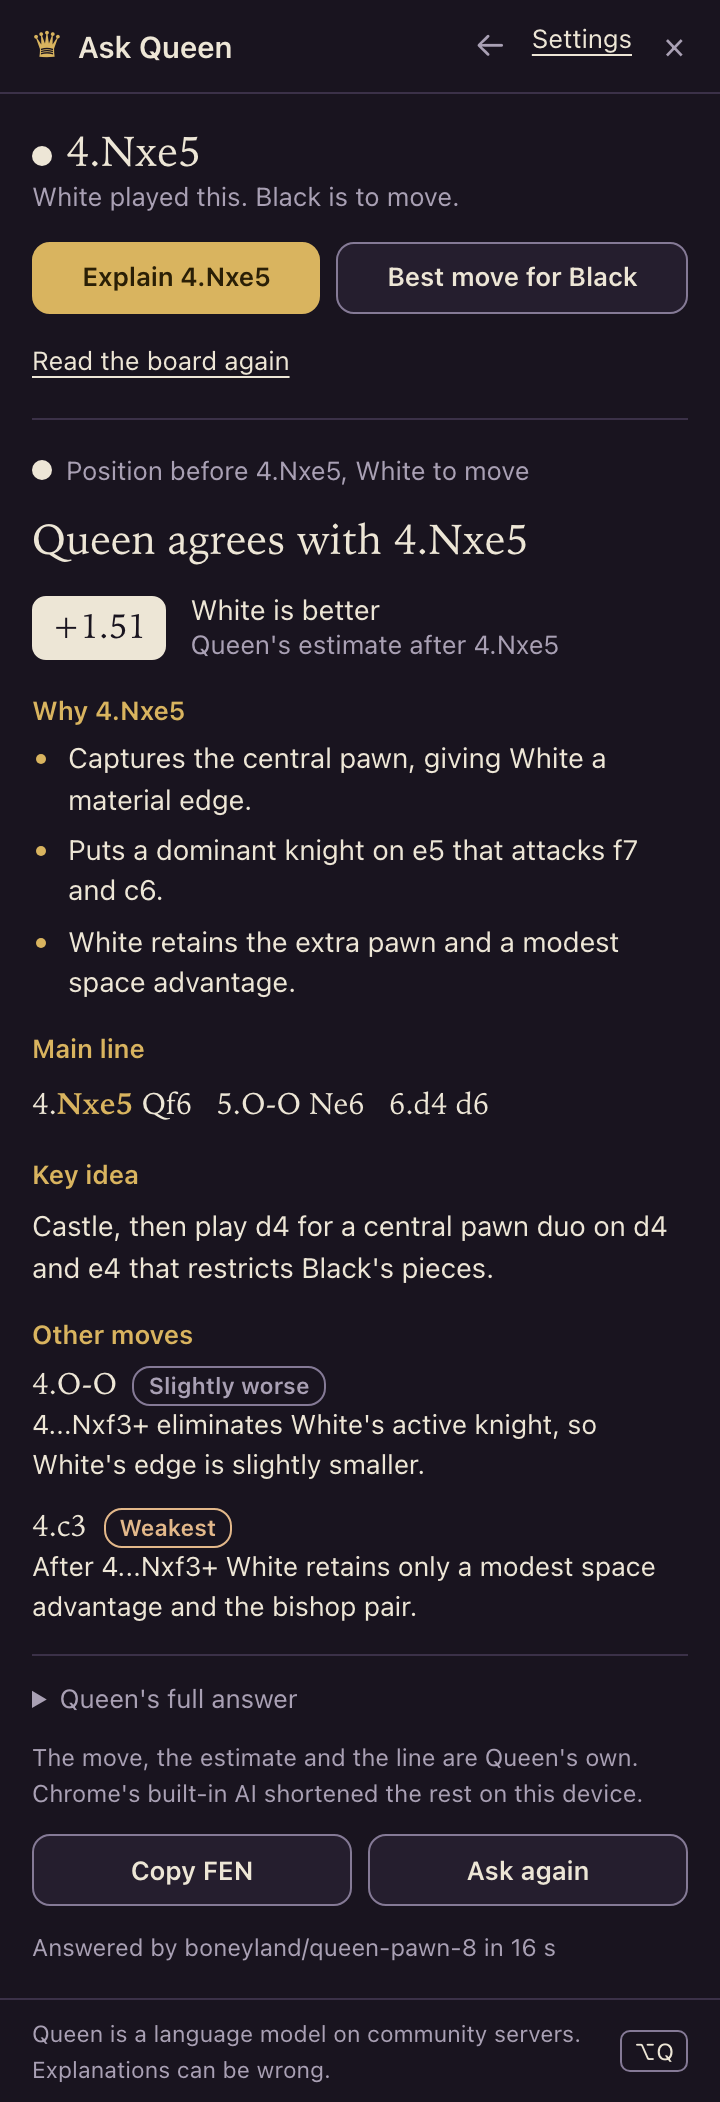 Ask Queen
← Settings ×
4.Nxe5
White played this. Black is to move.
Explain 4.Nxe5
Best move for Black
Read the board again
Position before 4.Nxe5, White to move
Queen agrees with 4.Nxe5
+1.51
White is better
Queen's estimate after 4.Nxe5
Why 4.Nxe5
• Captures the central pawn, giving White a
material edge.
• Puts a dominant knight on e5 that attacks f7
and c6.
• White retains the extra pawn and a modest
space advantage.
Main line
4.Nxe5 Qf6 5.O-O Ne6 6.d4 d6
Key idea
Castle, then play d4 for a central pawn duo on d4
and e4 that restricts Black's pieces.
Other moves
4.O-O Slightly worse
4...Nxf3+ eliminates White's active knight, so
White's edge is slightly smaller.
4.c3 Weakest
After 4...Nxf3+ White retains only a modest space
advantage and the bishop pair.
▶ Queen's full answer
The move, the estimate and the line are Queen's own.
Chrome's built-in AI shortened the rest on this device.
Copy FEN
Ask again
Answered by boneyland/queen-pawn-8 in 16 s
Queen is a language model on community servers.
Explanations can be wrong.
⌥Q